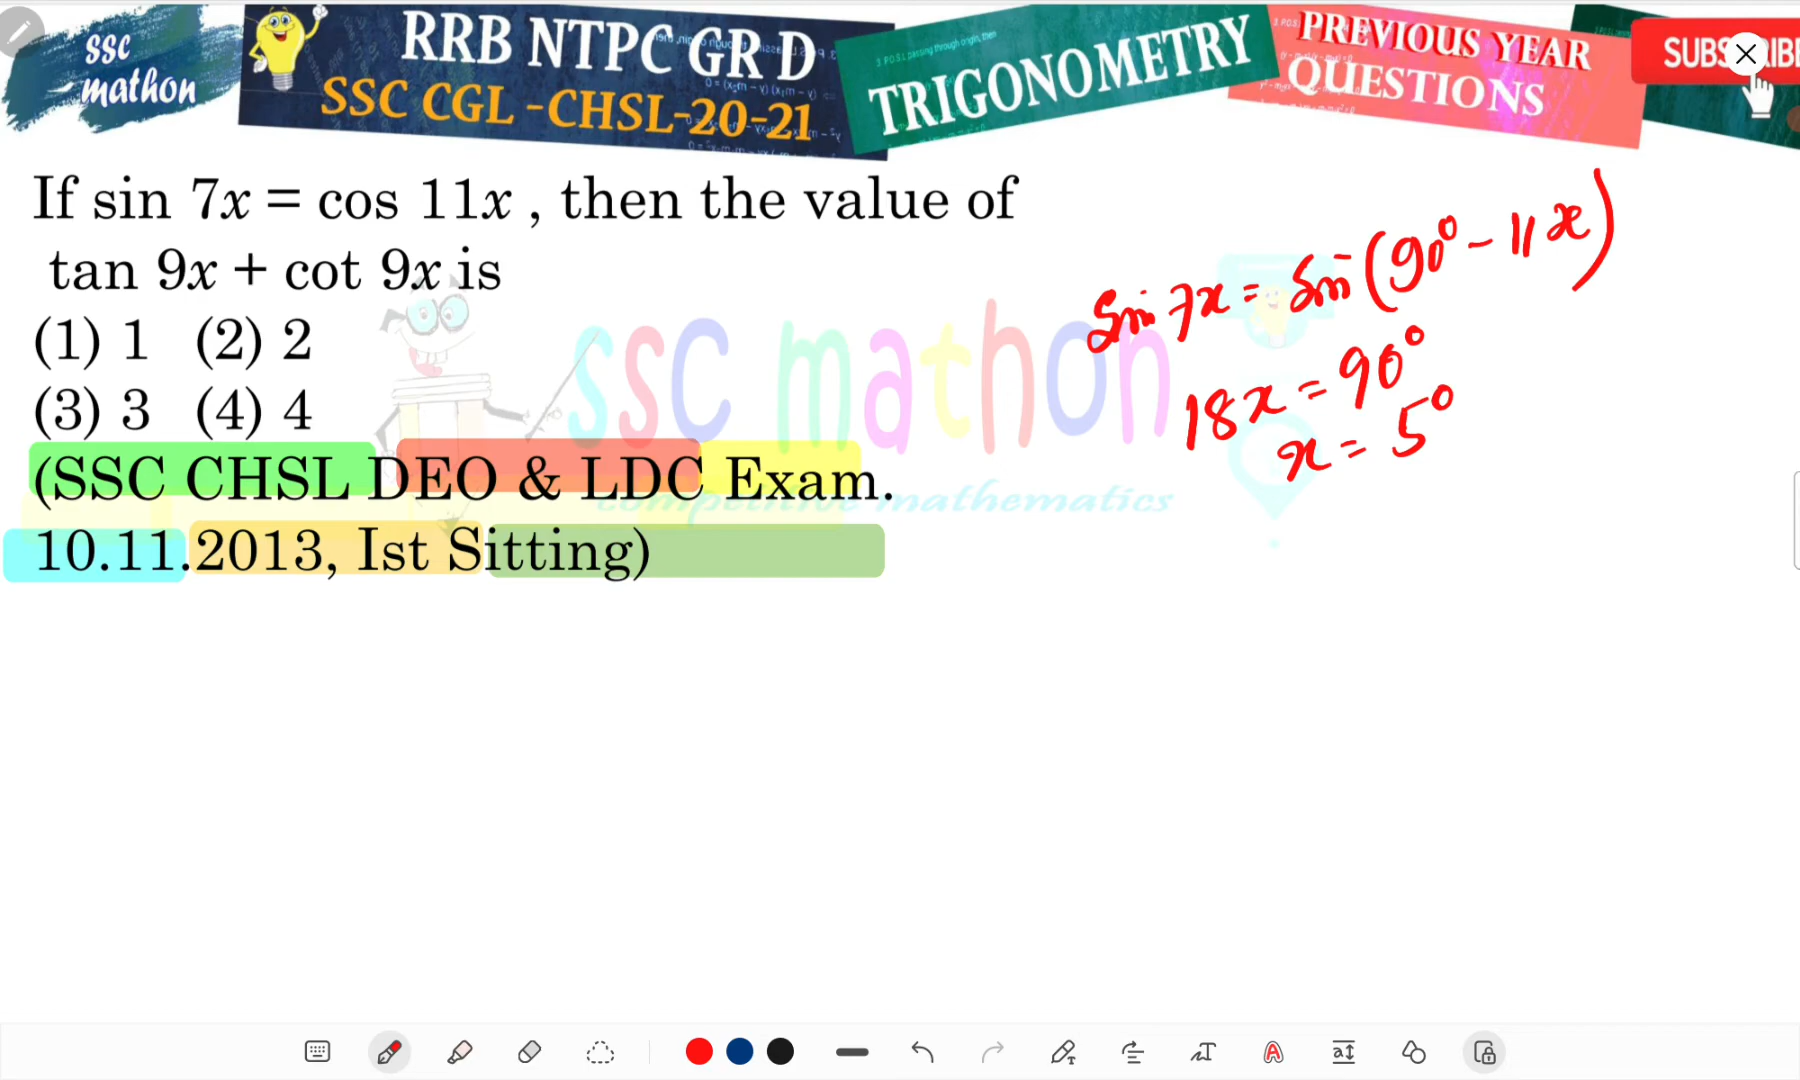 ssc
mathon
RRB NTPC GR D
SSC CGL -CHSL-20-21
TRIGONOMETRY
PREVIOUS YEAR
QUESTIONS
If sin 7x = cos 11x , then the value of
tan 9x + cot 9x is
(1) 1 (2) 2
(3) 3 (4) 4
(SSC CHSL DEO & LDC Exam.
10.11.2013, Ist Sitting)
sin 7x = sin (90° - 11x)
18x = 90°
x = 5°
ssc mathon
competitive mathematics